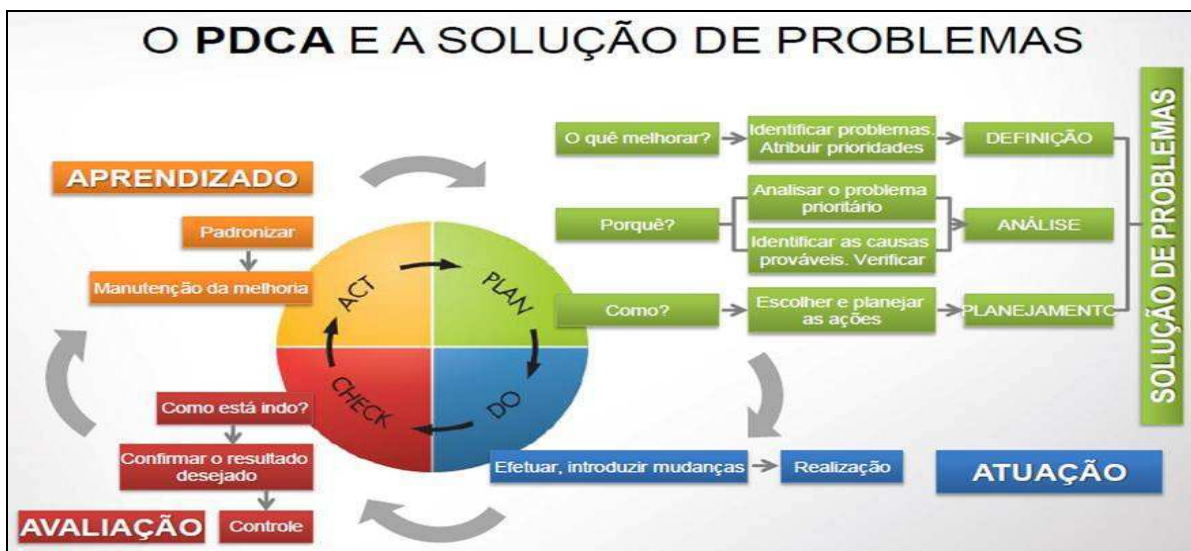 O PDCA E A SOLUÇÃO DE PROBLEMAS
O quê melhorar?
Identificar problemas.
Atribuir prioridades
DEFINIÇÃO
Porquê?
Analisar o problema
prioritário
Identificar as causas
prováveis. Verificar
ANÁLISE
Como?
Escolher e planejar
as ações
PLANEJAMENTO
SOLUÇÃO DE PROBLEMAS
APRENDIZADO
Padronizar
Manutenção da melhoria
ACT
PLAN
CHECK
DO
Como está indo?
Confirmar o resultado
desejado
Controle
AVALIAÇÃO
Efetuar, introduzir mudanças
Realização
ATUAÇÃO